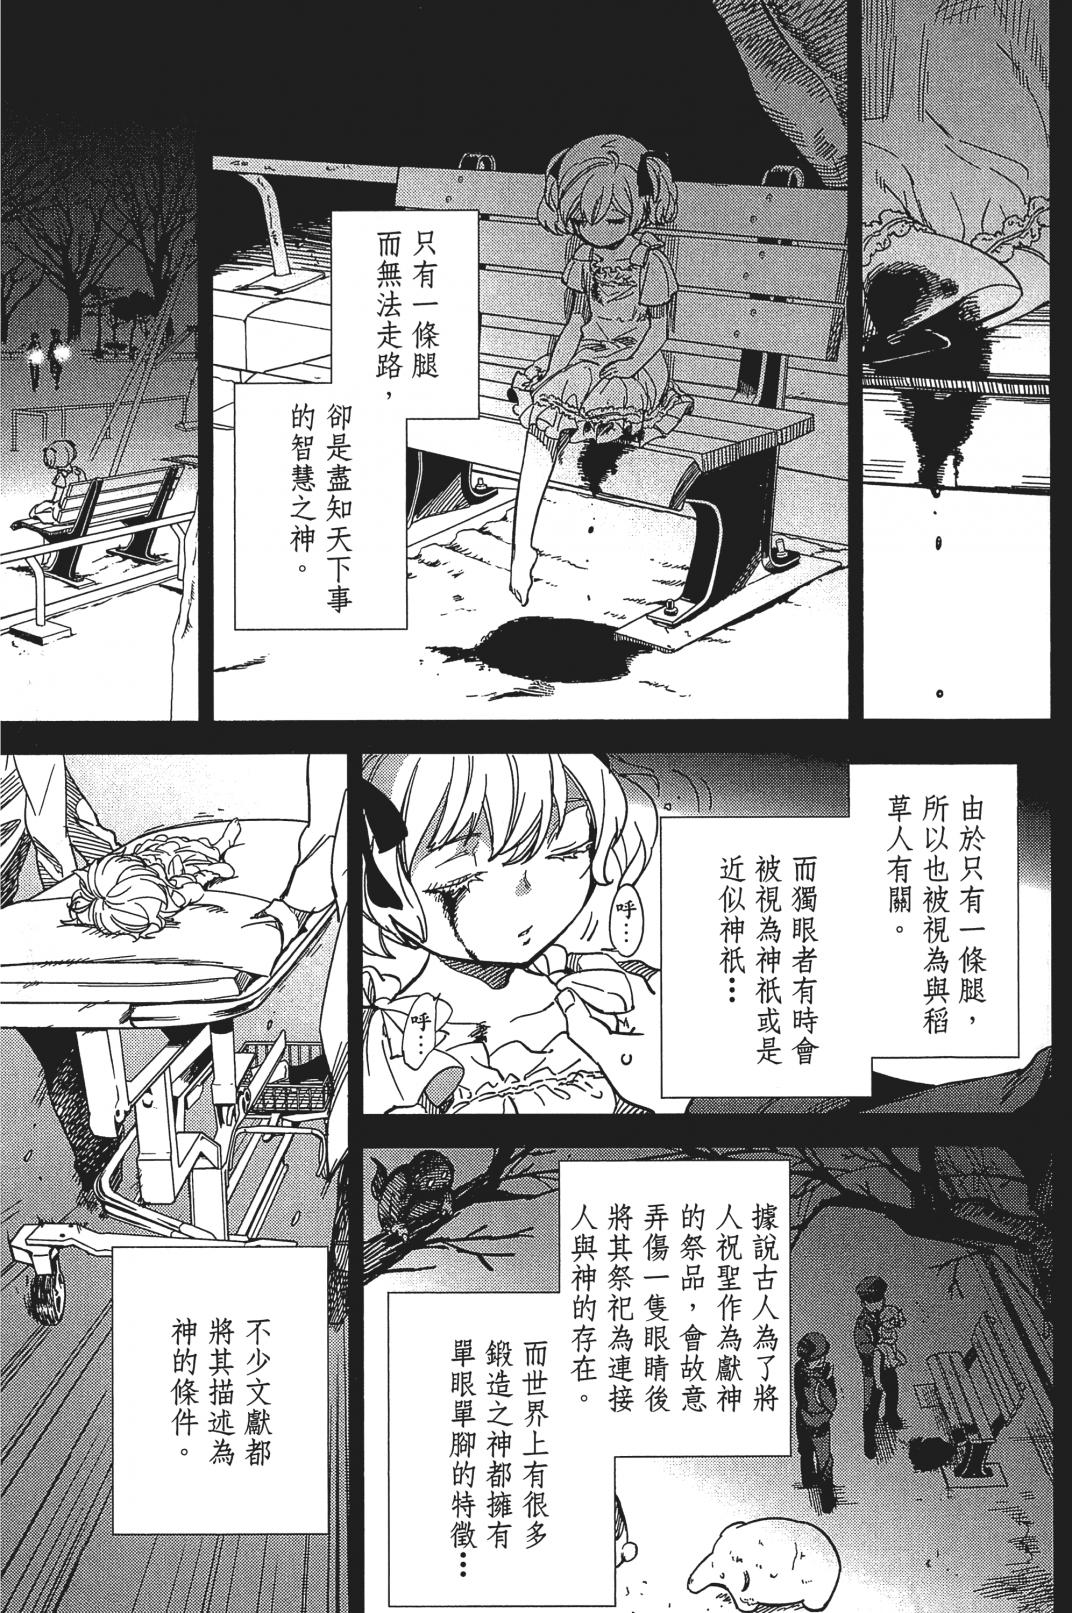 只有一條腿
而無法走路，
卻是盡知天下事
的智慧之神。
由於只有一條腿，
所以也被視為與稻
草人有關。
而獨眼者有時會
被視為神祇或是
近似神祇…
呼…
呼…
據說古人為了將
人祝聖作為獻神
的祭品，會故意
弄傷一隻眼睛後
將其祭祀為連接
人與神的存在。
而世界上有很多
鍛造之神都擁有
單眼單腳的特徵…
不少文獻都
將其描述為
神的條件。